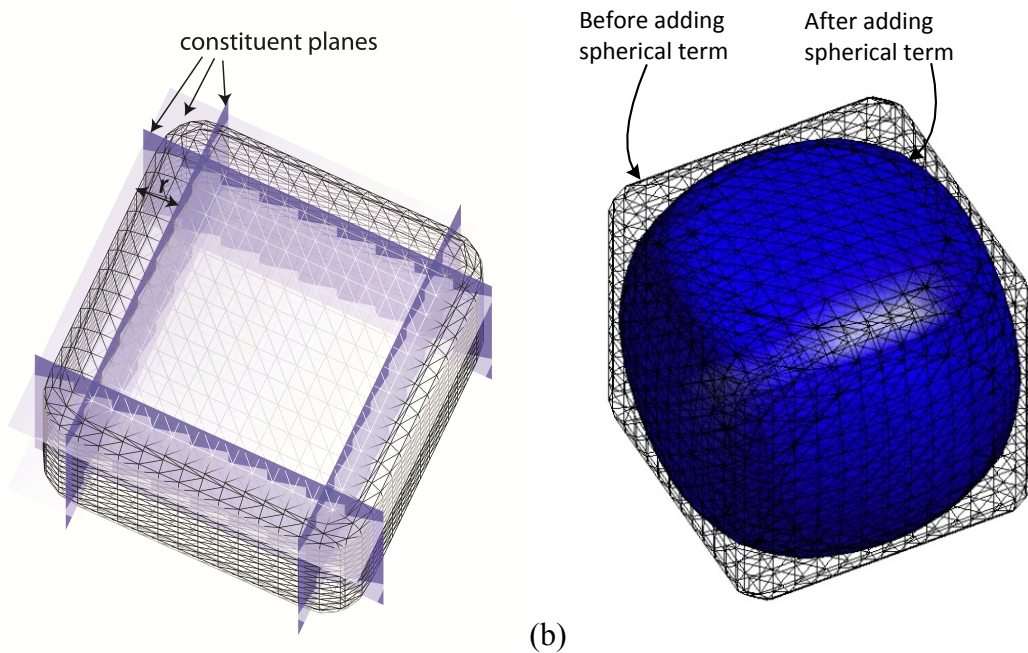 constituent planes
r
Before adding
spherical term
After adding
spherical term
(b)